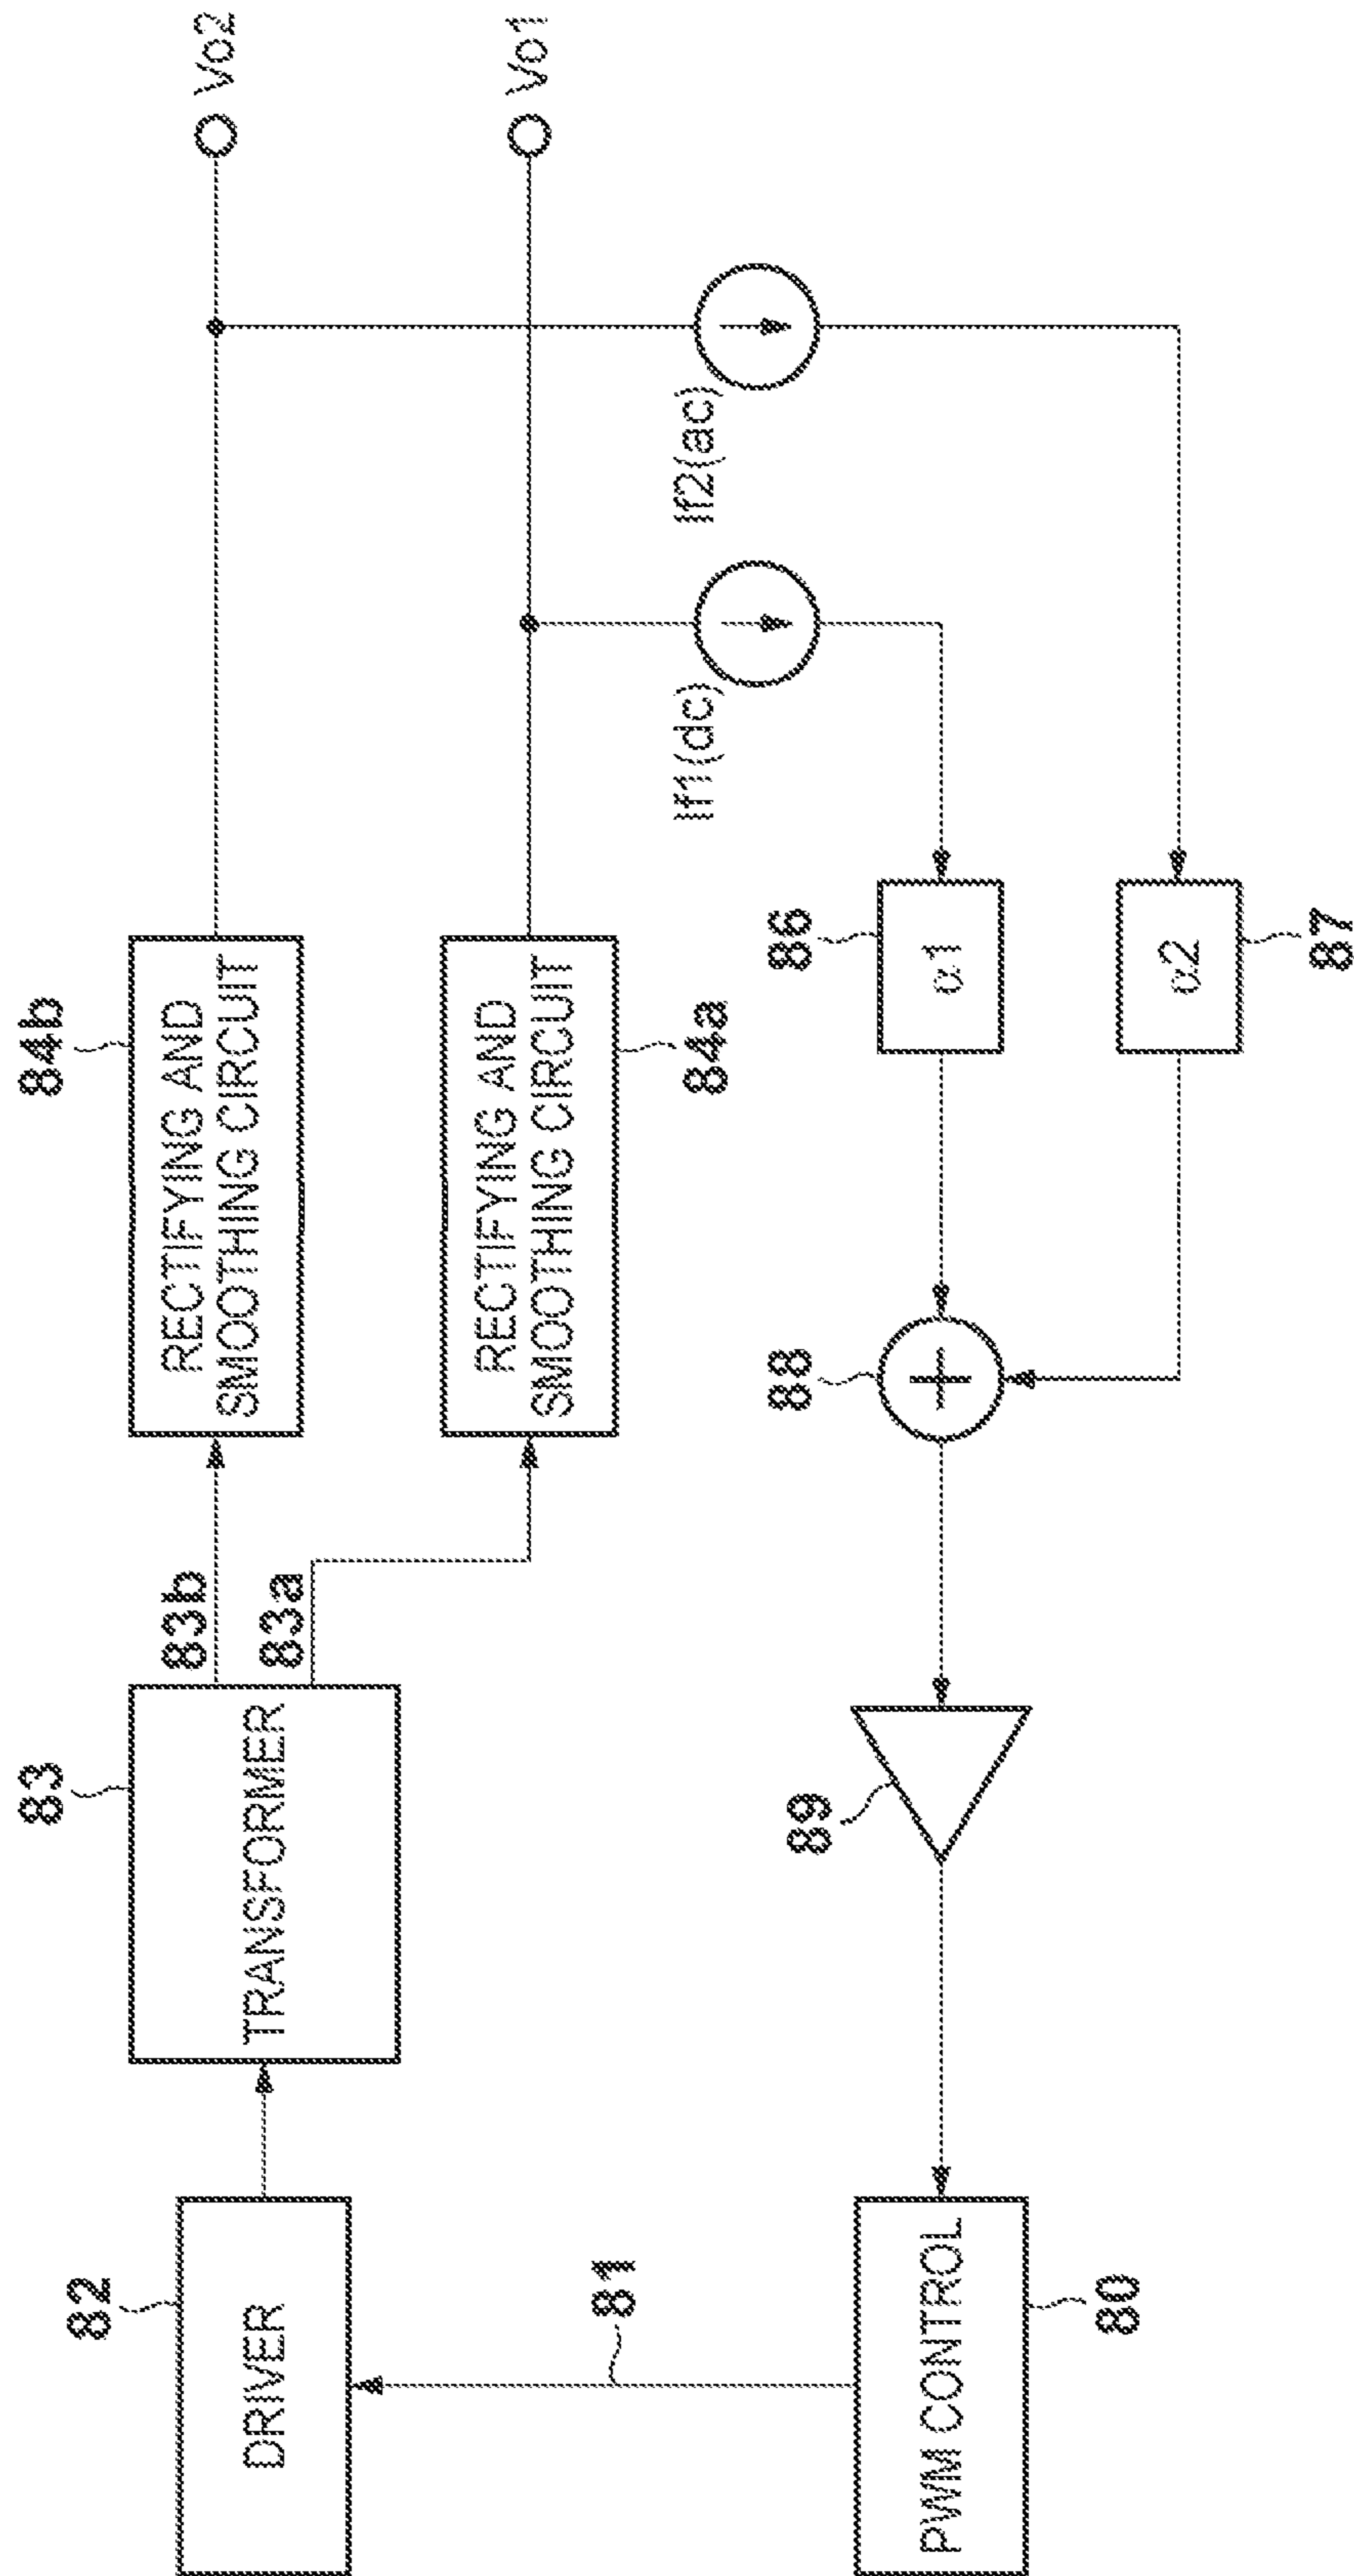 82
DRIVER
81
PWM CONTROL
80
83
TRANSFORMER
83b
83a
84b
RECTIFYING AND
SMOOTHING CIRCUIT
RECTIFYING AND
SMOOTHING CIRCUIT
84a
Vo2
Vo1
If1(dc)
If2(ac)
86
α1
α2
87
88
89